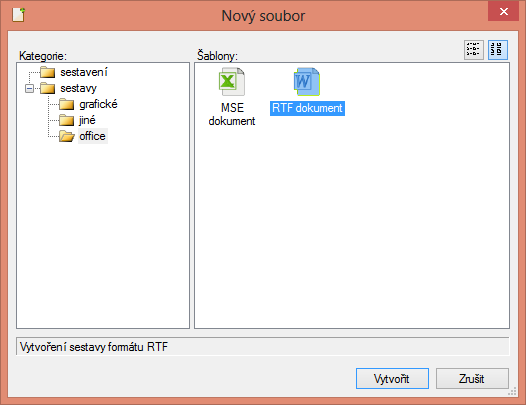 Nový soubor
Kategorie:
Šablony:
sestavení
sestavy
grafické
jiné
office
MSE
dokument
RTF dokument
Vytvoření sestavy formátu RTF
Vytvořit
Zrušit